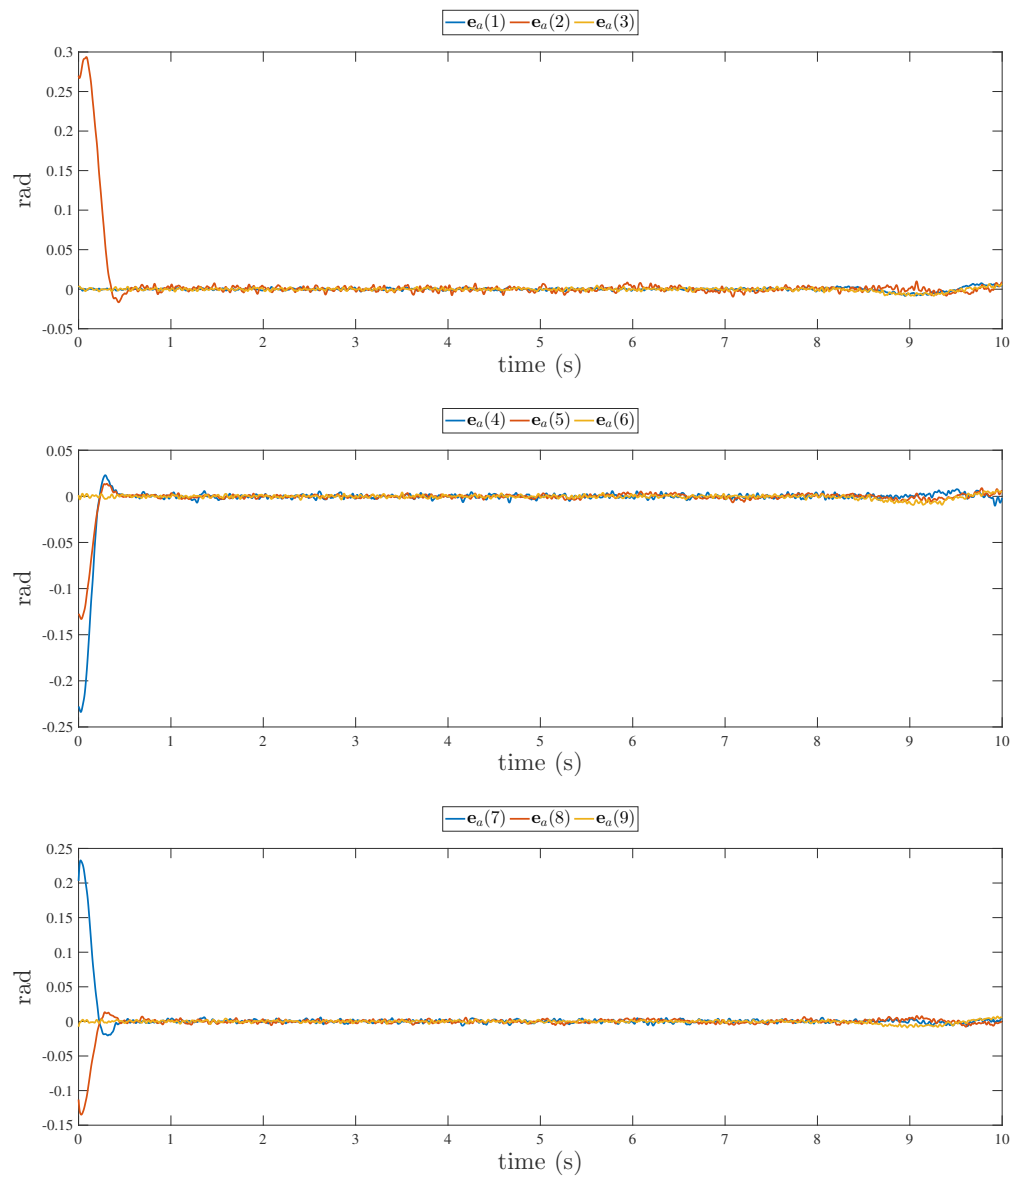 e_a(1) e_a(2) e_a(3)
0.3
0.25
0.2
0.15
0.1
0.05
0
-0.05
rad
0 1 2 3 4 5 6 7 8 9 10
time (s)
e_a(4) e_a(5) e_a(6)
0.05
0
-0.05
-0.1
-0.15
-0.2
-0.25
rad
0 1 2 3 4 5 6 7 8 9 10
time (s)
e_a(7) e_a(8) e_a(9)
0.25
0.2
0.15
0.1
0.05
0
-0.05
-0.1
-0.15
rad
0 1 2 3 4 5 6 7 8 9 10
time (s)